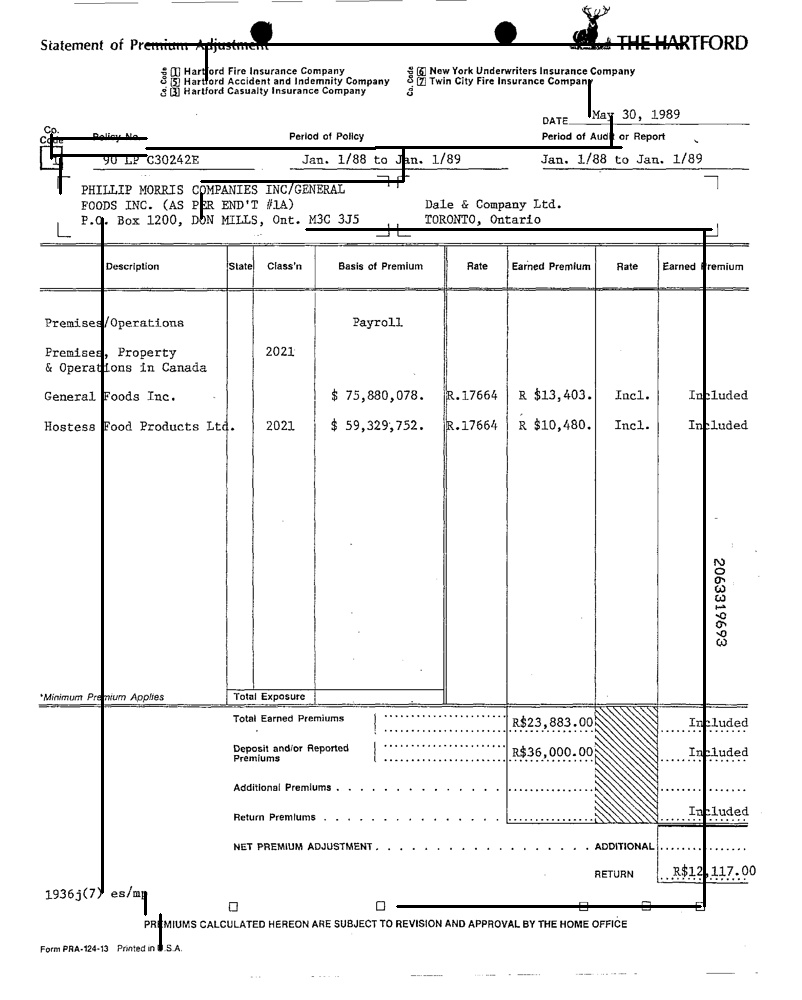 Statement of Premium Adjustment
THE HARTFORD
Co. Code 1 Hartford Fire Insurance Company
5 Hartford Accident and Indemnity Company
3 Hartford Casualty Insurance Company
Co. Code 6 New York Underwriters Insurance Company
7 Twin City Fire Insurance Company
DATE May 30, 1989
Co. Code Policy No. Period of Policy Period of Audit or Report
1 90 LP C30242E Jan. 1/88 to Jan. 1/89 Jan. 1/88 to Jan. 1/89
PHILLIP MORRIS COMPANIES INC/GENERAL
FOODS INC. (AS PER END'T #1A) Dale & Company Ltd.
P.O. Box 1200, DON MILLS, Ont. M3C 3J5 TORONTO, Ontario
Description State Class'n Basis of Premium Rate Earned Premium Rate Earned Premium
Premises/Operations Payroll
Premises, Property 2021
& Operations in Canada
General Foods Inc. $ 75,880,078. R.17664 R $13,403. Incl. Included
Hostess Food Products Ltd. 2021 $ 59,329,752. R.17664 R $10,480. Incl. Included
2063319693
*Minimum Premium Applies Total Exposure
Total Earned Premiums R$23,883.00 Included
Deposit and/or Reported Premiums R$36,000.00 Included
Additional Premiums
Return Premiums Included
NET PREMIUM ADJUSTMENT ADDITIONAL
RETURN R$12,117.00
1936j(7) es/mp
PREMIUMS CALCULATED HEREON ARE SUBJECT TO REVISION AND APPROVAL BY THE HOME OFFICE
Form PRA-124-13 Printed in U.S.A.